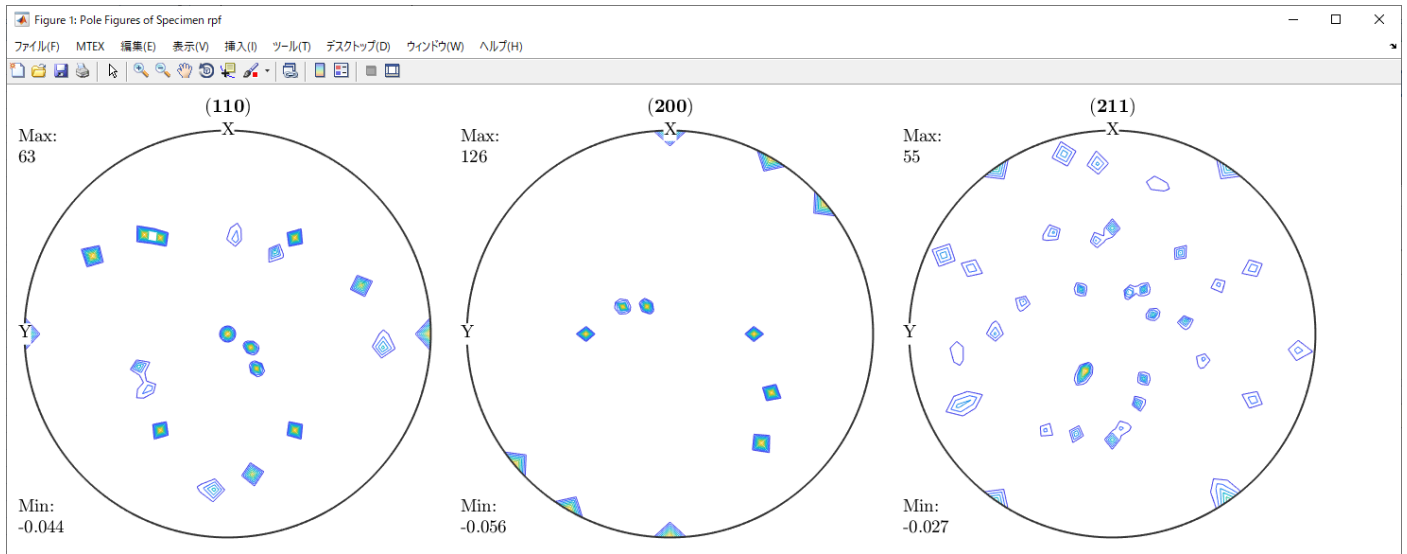 Figure 1: Pole Figures of Specimen rpf
ファイル(F) MTEX 編集(E) 表示(V) 挿入(I) ツール(T) デスクトップ(D) ウィンドウ(W) ヘルプ(H)
(110)
Max:
63
X
Y
Min:
-0.044
(200)
Max:
126
X
Y
Min:
-0.056
(211)
Max:
55
X
Y
Min:
-0.027